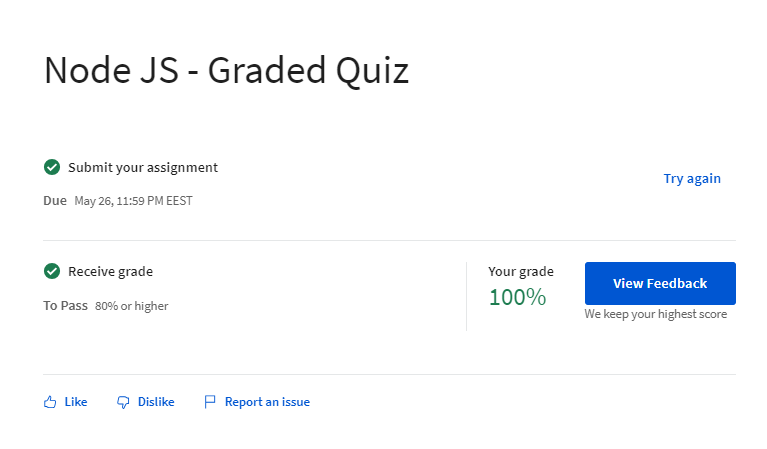 Node JS - Graded Quiz
Submit your assignment
Try again
Due May 26, 11:59 PM EEST
Receive grade
Your grade
View Feedback
100%
To Pass 80% or higher
We keep your highest score
Like
Dislike
Report an issue